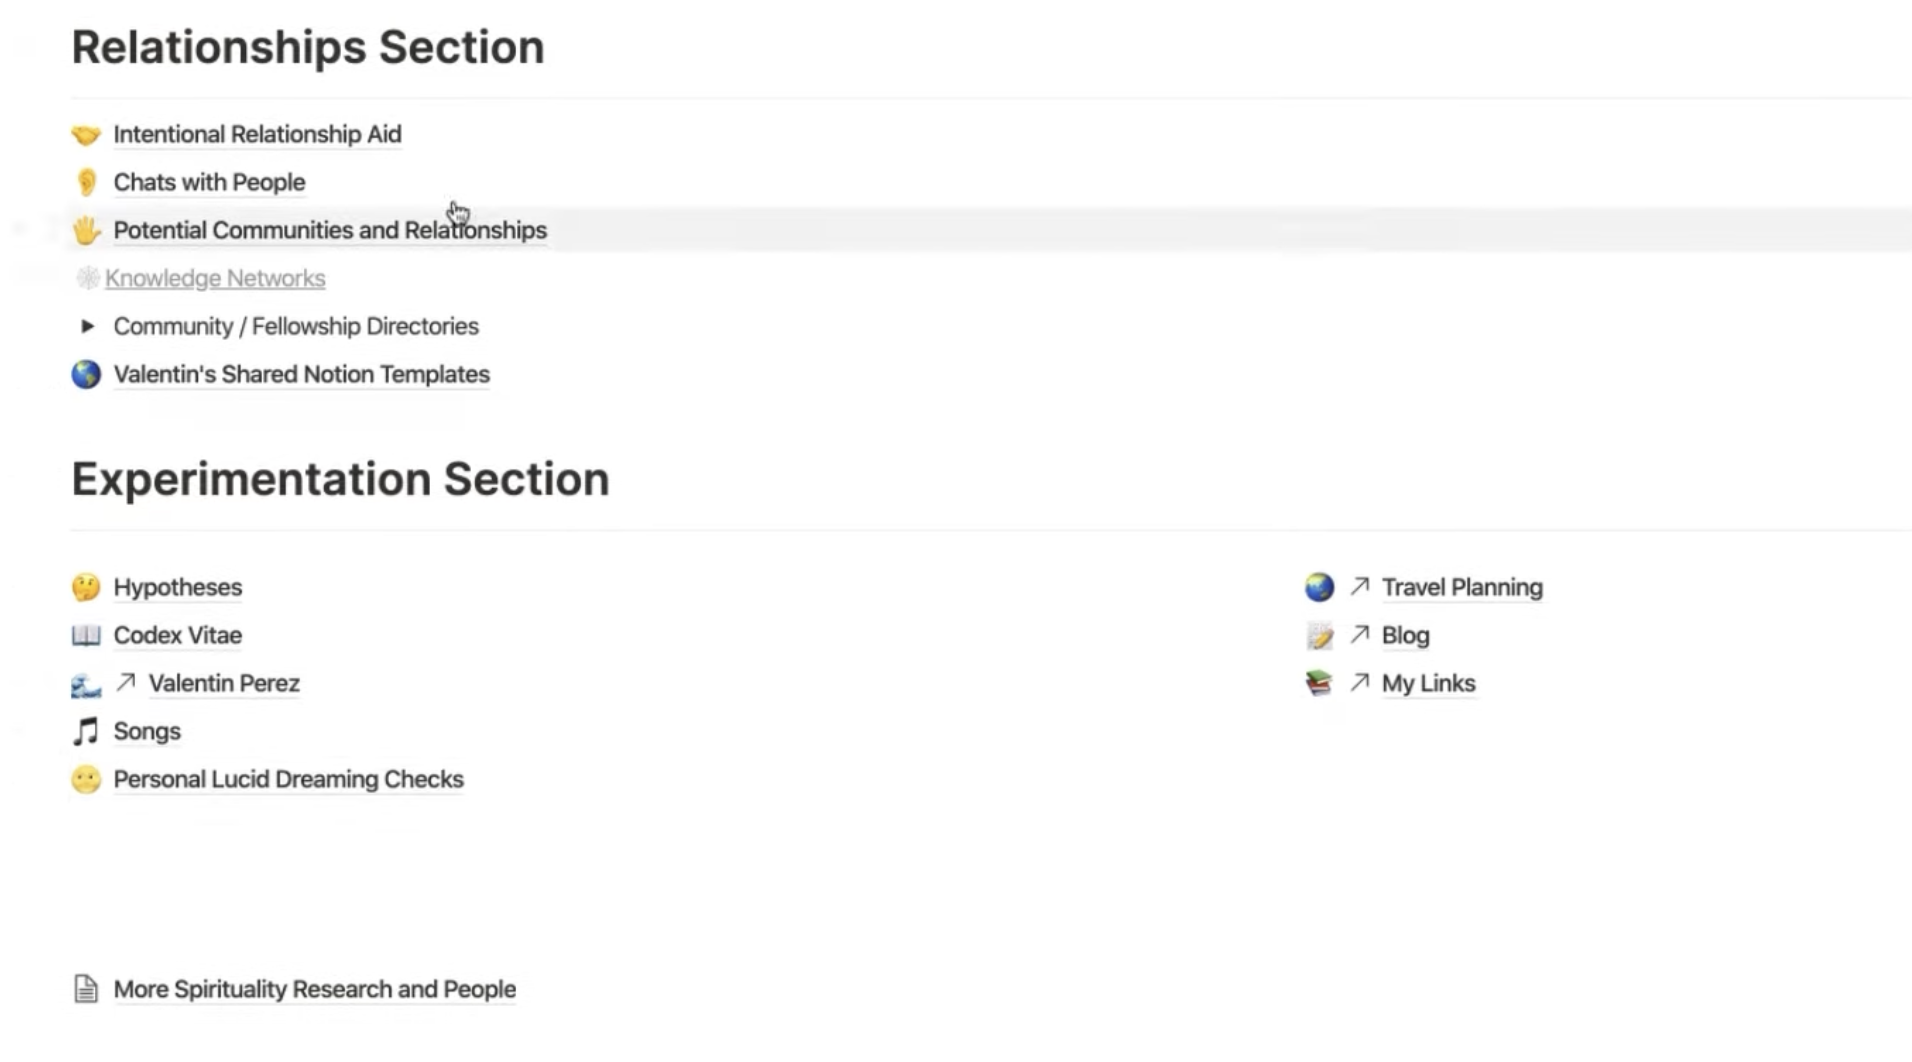 Relationships Section
Intentional Relationship Aid
Chats with People
Potential Communities and Relationships
Knowledge Networks
Community / Fellowship Directories
Valentin's Shared Notion Templates
Experimentation Section
Hypotheses
Codex Vitae
Valentin Perez
Songs
Personal Lucid Dreaming Checks
Travel Planning
Blog
My Links
More Spirituality Research and People